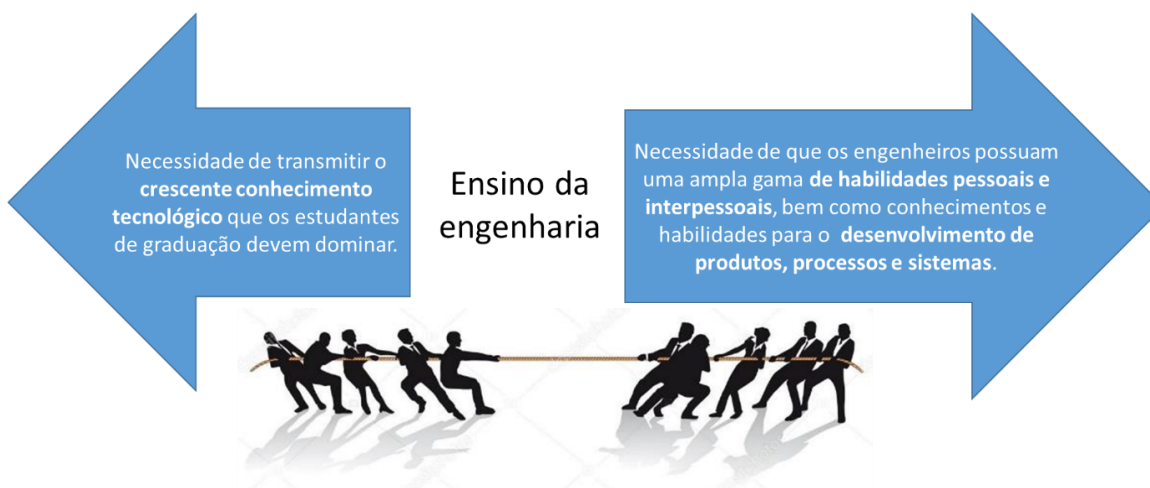 Necessidade de transmitir o
crescente conhecimento
tecnológico que os estudantes
de graduação devem dominar.
Ensino da
engenharia
Necessidade de que os engenheiros possuam
uma ampla gama de habilidades pessoais e
interpessoais, bem como conhecimentos e
habilidades para o desenvolvimento de
produtos, processos e sistemas.